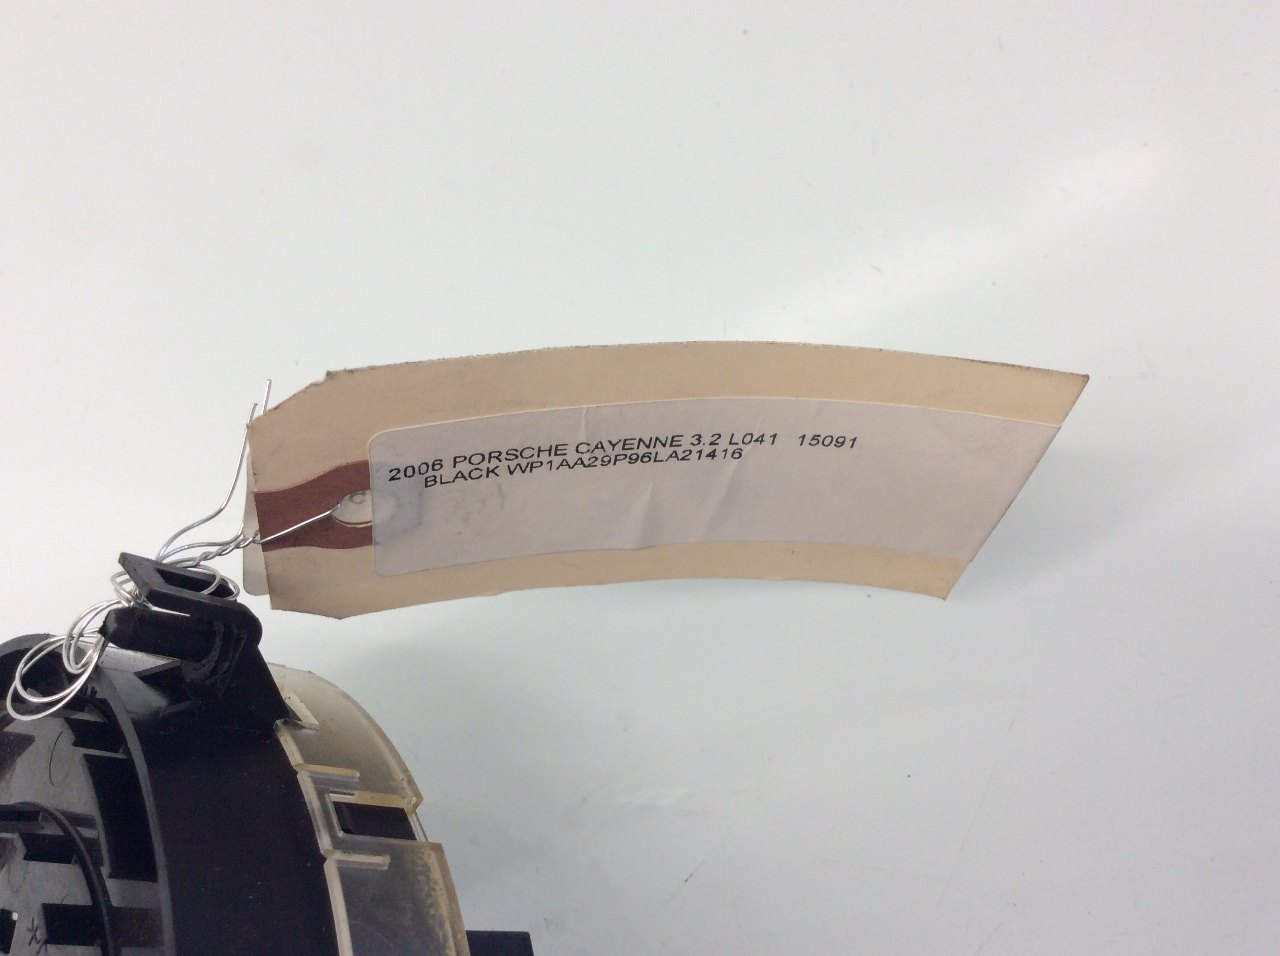 2006 PORSCHE CAYENNE 3.2 L041 15091
BLACK WP1AA29P96LA21416